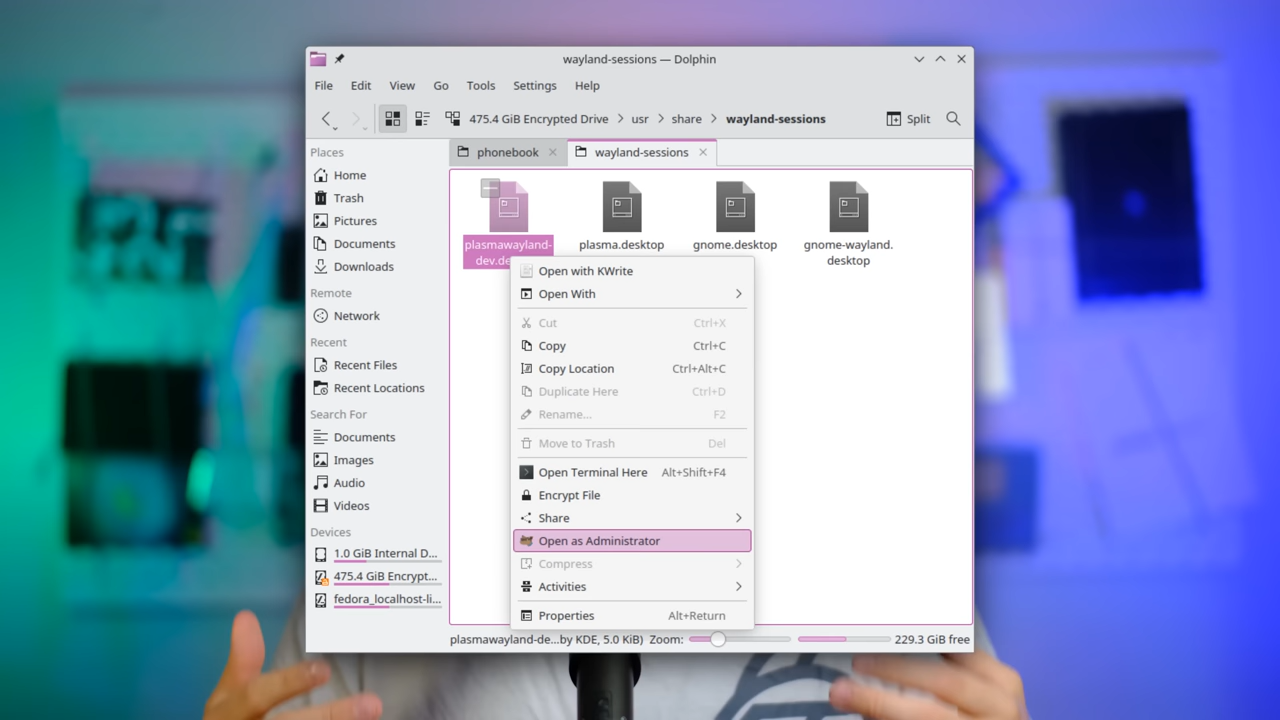 wayland-sessions — Dolphin
File Edit View Go Tools Settings Help
475.4 GiB Encrypted Drive > usr > share > wayland-sessions
Split
Places
Home
Trash
Pictures
Documents
Downloads
Remote
Network
Recent
Recent Files
Recent Locations
Search For
Documents
Images
Audio
Videos
Devices
1.0 GiB Internal D...
475.4 GiB Encrypt...
fedora_localhost-li...
phonebook
wayland-sessions
plasmawayland-
dev.de
plasma.desktop
gnome.desktop
gnome-wayland.
desktop
Open with KWrite
Open With
Cut Ctrl+X
Copy Ctrl+C
Copy Location Ctrl+Alt+C
Duplicate Here Ctrl+D
Rename... F2
Move to Trash Del
Open Terminal Here Alt+Shift+F4
Encrypt File
Share
Open as Administrator
Compress
Activities
Properties Alt+Return
plasmawayland-de...by KDE, 5.0 KiB) Zoom: 229.3 GiB free